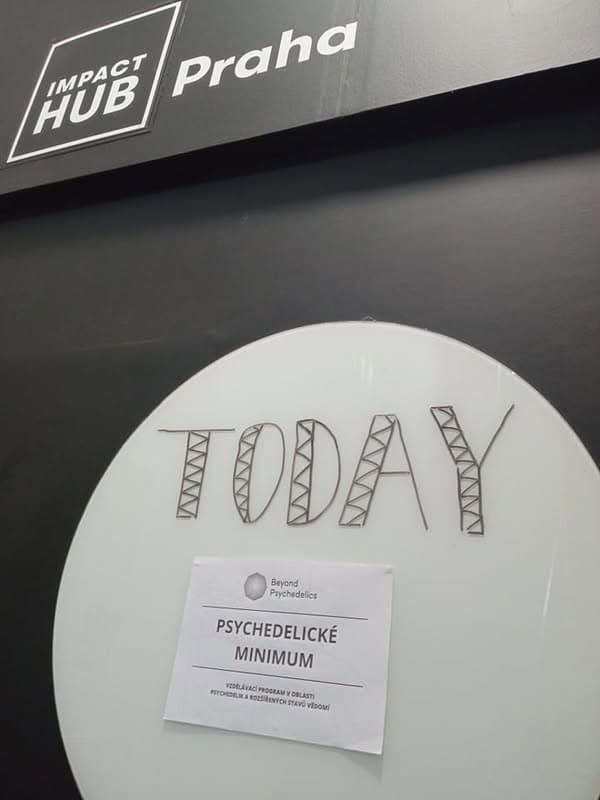 IMPACT
HUB Praha
TODAY
Beyond
Psychedelics
PSYCHEDELICKÉ
MINIMUM
VZDĚLÁVACÍ PROGRAM V OBLASTI
PSYCHEDELIK A ROZŠÍŘENÝCH STAVŮ VĚDOMÍ